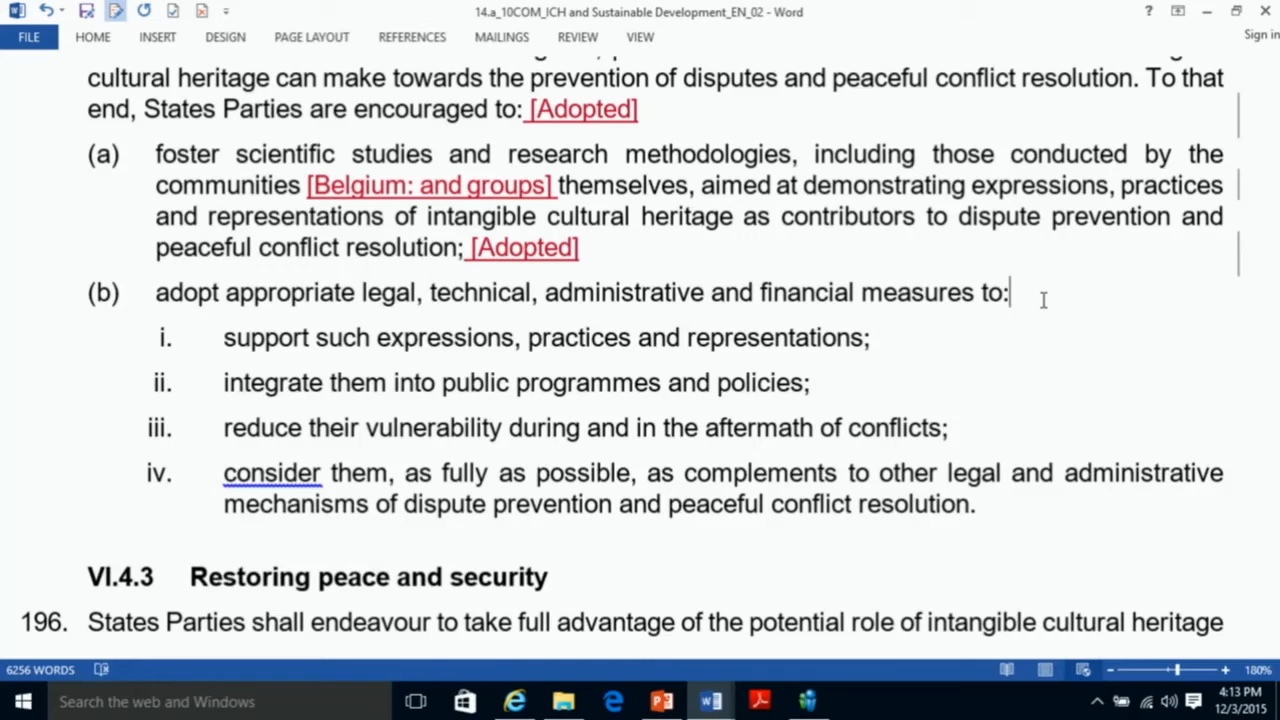 14.a_10COM_ICH and Sustainable Development_EN_02 - Word
FILE HOME INSERT DESIGN PAGE LAYOUT REFERENCES MAILINGS REVIEW VIEW Sign in
cultural heritage can make towards the prevention of disputes and peaceful conflict resolution. To that
end, States Parties are encouraged to: [Adopted]
(a) foster scientific studies and research methodologies, including those conducted by the
communities [Belgium: and groups] themselves, aimed at demonstrating expressions, practices
and representations of intangible cultural heritage as contributors to dispute prevention and
peaceful conflict resolution; [Adopted]
(b) adopt appropriate legal, technical, administrative and financial measures to:
i. support such expressions, practices and representations;
ii. integrate them into public programmes and policies;
iii. reduce their vulnerability during and in the aftermath of conflicts;
iv. consider them, as fully as possible, as complements to other legal and administrative
mechanisms of dispute prevention and peaceful conflict resolution.
VI.4.3 Restoring peace and security
196. States Parties shall endeavour to take full advantage of the potential role of intangible cultural heritage
6256 WORDS 180%
Search the web and Windows
4:13 PM
12/3/2015